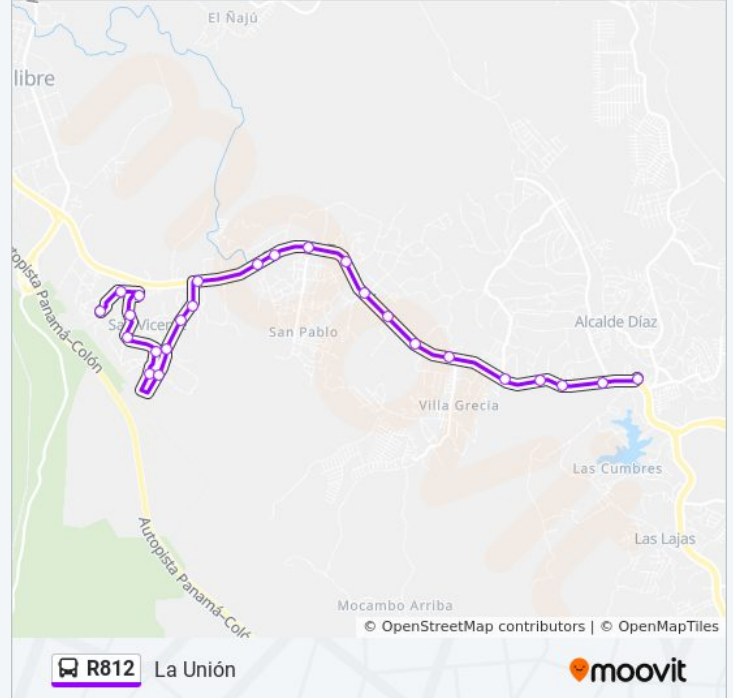 El Ñajú
libre
Autopista Panamá–Colón
San Vicente
San Pablo
Alcalde Díaz
Villa Grecia
Las Cumbres
Las Lajas
Autopista Panamá–Coló
Mocambo Arriba
© OpenStreetMap contributors | © OpenMapTiles
R812 La Unión
moovit